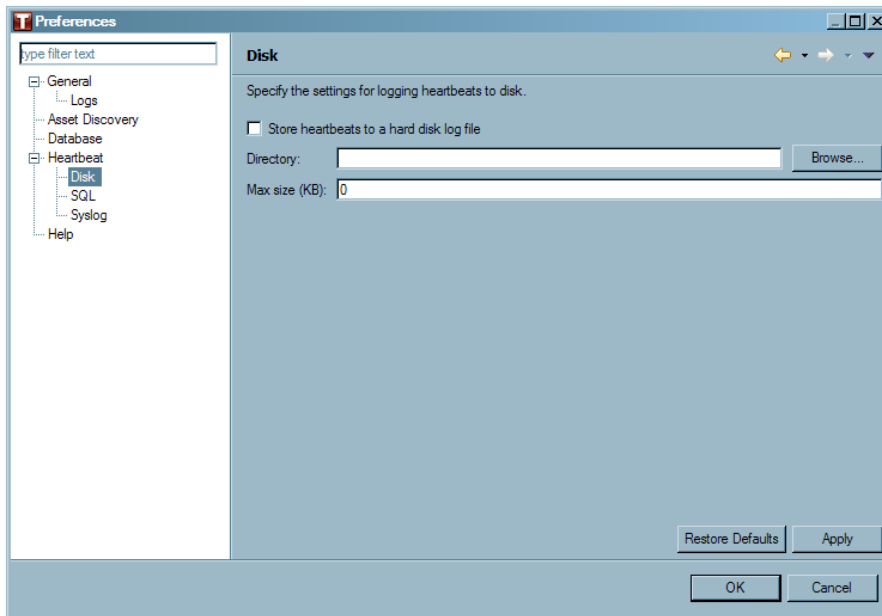 T Preferences
type filter text
General
Logs
Asset Discovery
Database
Heartbeat
Disk
SQL
Syslog
Help
Disk
Specify the settings for logging heartbeats to disk.
Store heartbeats to a hard disk log file
Directory:
Browse...
Max size (KB): 0
Restore Defaults Apply
OK Cancel